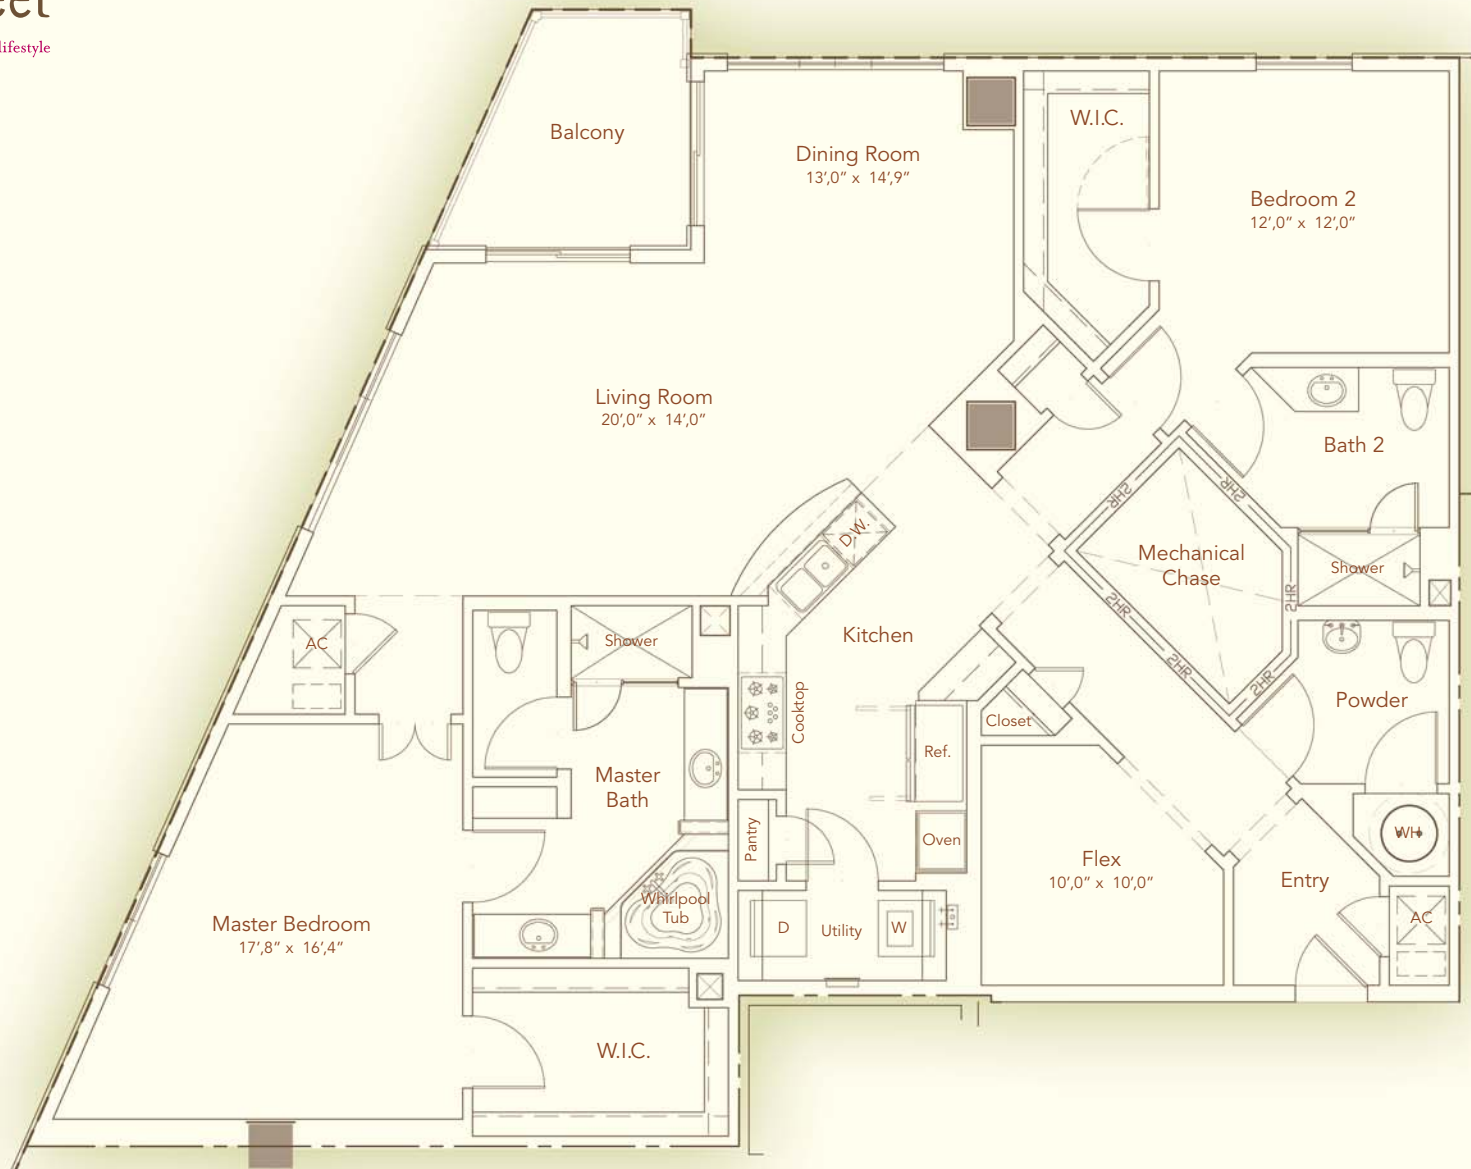 lifestyle
Balcony
Dining Room
13',0" x 14',9"
W.I.C.
Bedroom 2
12',0" x 12',0"
Living Room
20',0" x 14',0"
Bath 2
D.W.
2HR
2HR
Mechanical
Chase
Shower
2HR
2HR
2HR
2HR
AC
Shower
Kitchen
Cooktop
Closet
Powder
Ref.
Master
Bath
Pantry
Oven
WH
Flex
10',0" x 10',0"
Entry
Whirlpool
Tub
Master Bedroom
17',8" x 16',4"
D
Utility
W
AC
W.I.C.